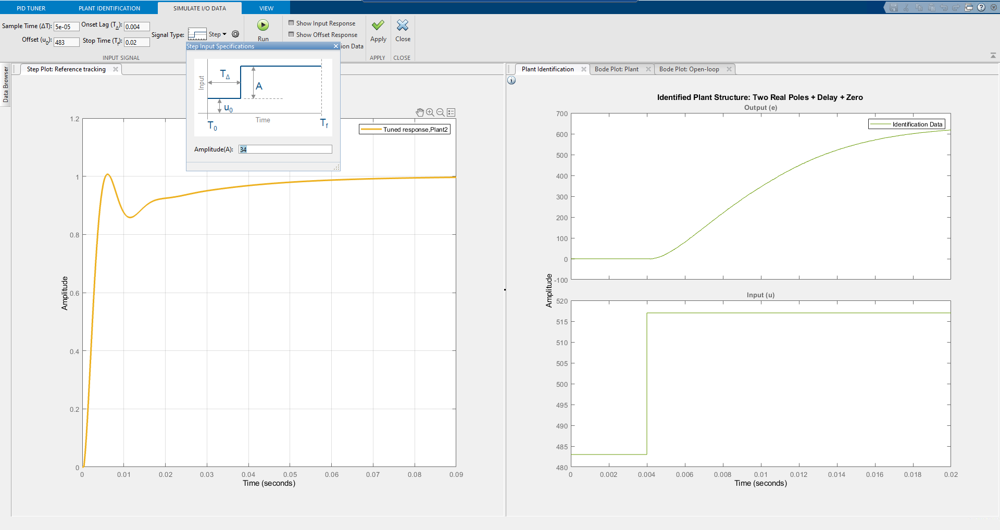 PID TUNER
PLANT IDENTIFICATION
SIMULATE I/O DATA
VIEW
Sample Time (ΔT): 5e-05
Onset Lag (TΔ): 0.004
Offset (u0): 483
Stop Time (Tf): 0.02
Signal Type:
Step
Run
Show Input Response
Show Offset Response
ion Data
Apply
Close
INPUT SIGNAL
APPLY
CLOSE
Data Browser
Step Input Specifications
Input
TΔ
A
u0
Time
T0
Tf
Amplitude(A): 34
Step Plot: Reference tracking
Tuned response,Plant2
1.2
1
0.8
0.6
0.4
0.2
0
Amplitude
0 0.01 0.02 0.03 0.04 0.05 0.06 0.07 0.08 0.09
Time (seconds)
Plant Identification
Bode Plot: Plant
Bode Plot: Open-loop
Identified Plant Structure: Two Real Poles + Delay + Zero
Output (e)
Identification Data
700
600
500
400
300
200
100
0
-100
Amplitude
Input (u)
520
515
510
505
500
495
490
485
480
0 0.002 0.004 0.006 0.008 0.01 0.012 0.014 0.016 0.018 0.02
Time (seconds)